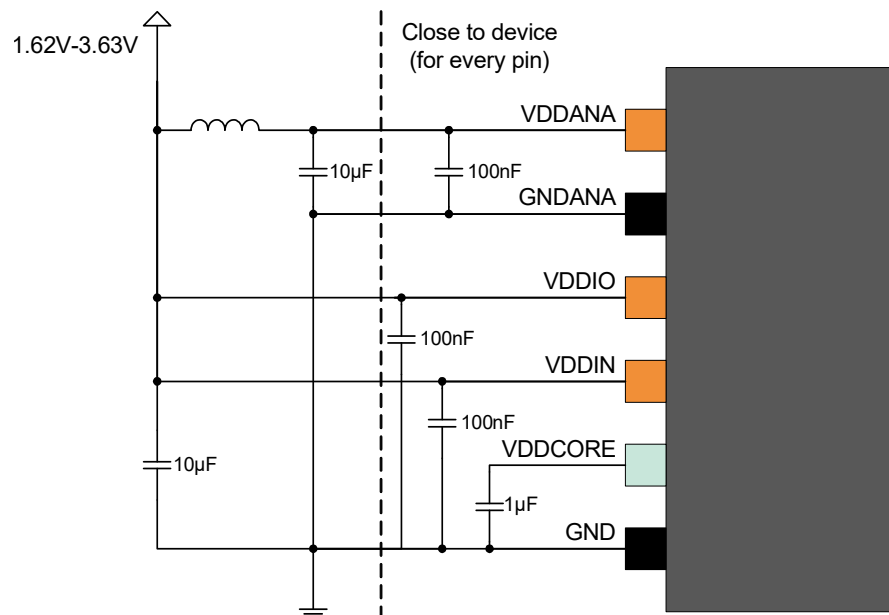 Close to device
(for every pin)
1.62V-3.63V
VDDANA
10µF
100nF
GNDANA
VDDIO
100nF
VDDIN
100nF
VDDCORE
10µF
1µF
GND